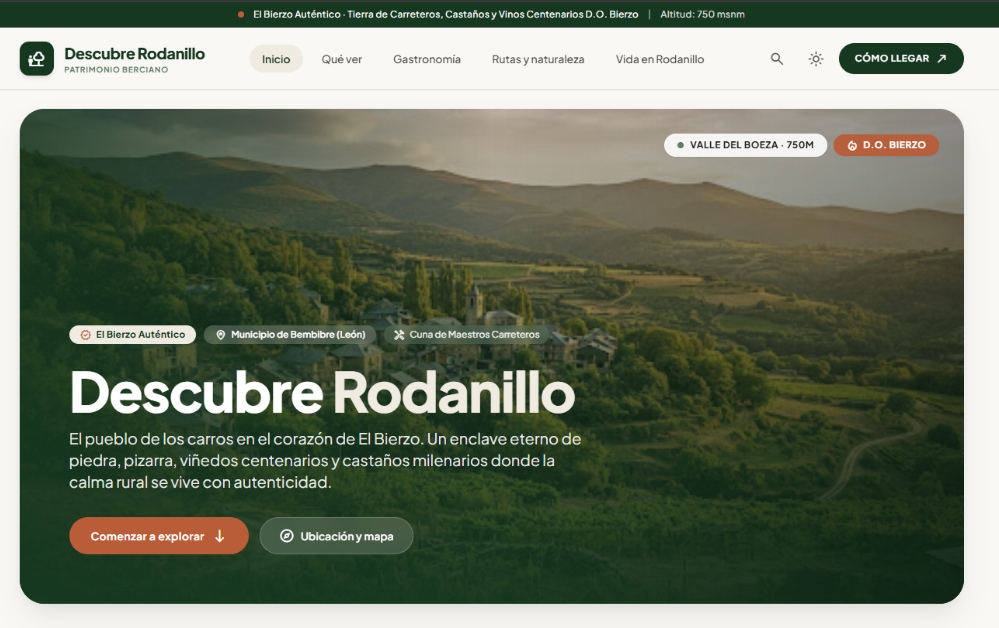 El Bierzo Auténtico · Tierra de Carreteros, Castaños y Vinos Centenarios D.O. Bierzo | Altitud: 750 msnm
Descubre Rodanillo
PATRIMONIO BERCIANO
Inicio
Qué ver
Gastronomía
Rutas y naturaleza
Vida en Rodanillo
CÓMO LLEGAR
VALLE DEL BOEZA · 750M
D.O. BIERZO
El Bierzo Auténtico
Municipio de Bembibre (León)
Cuna de Maestros Carreteros
Descubre Rodanillo
El pueblo de los carros en el corazón de El Bierzo. Un enclave eterno de
piedra, pizarra, viñedos centenarios y castaños milenarios donde la
calma rural se vive con autenticidad.
Comenzar a explorar
Ubicación y mapa